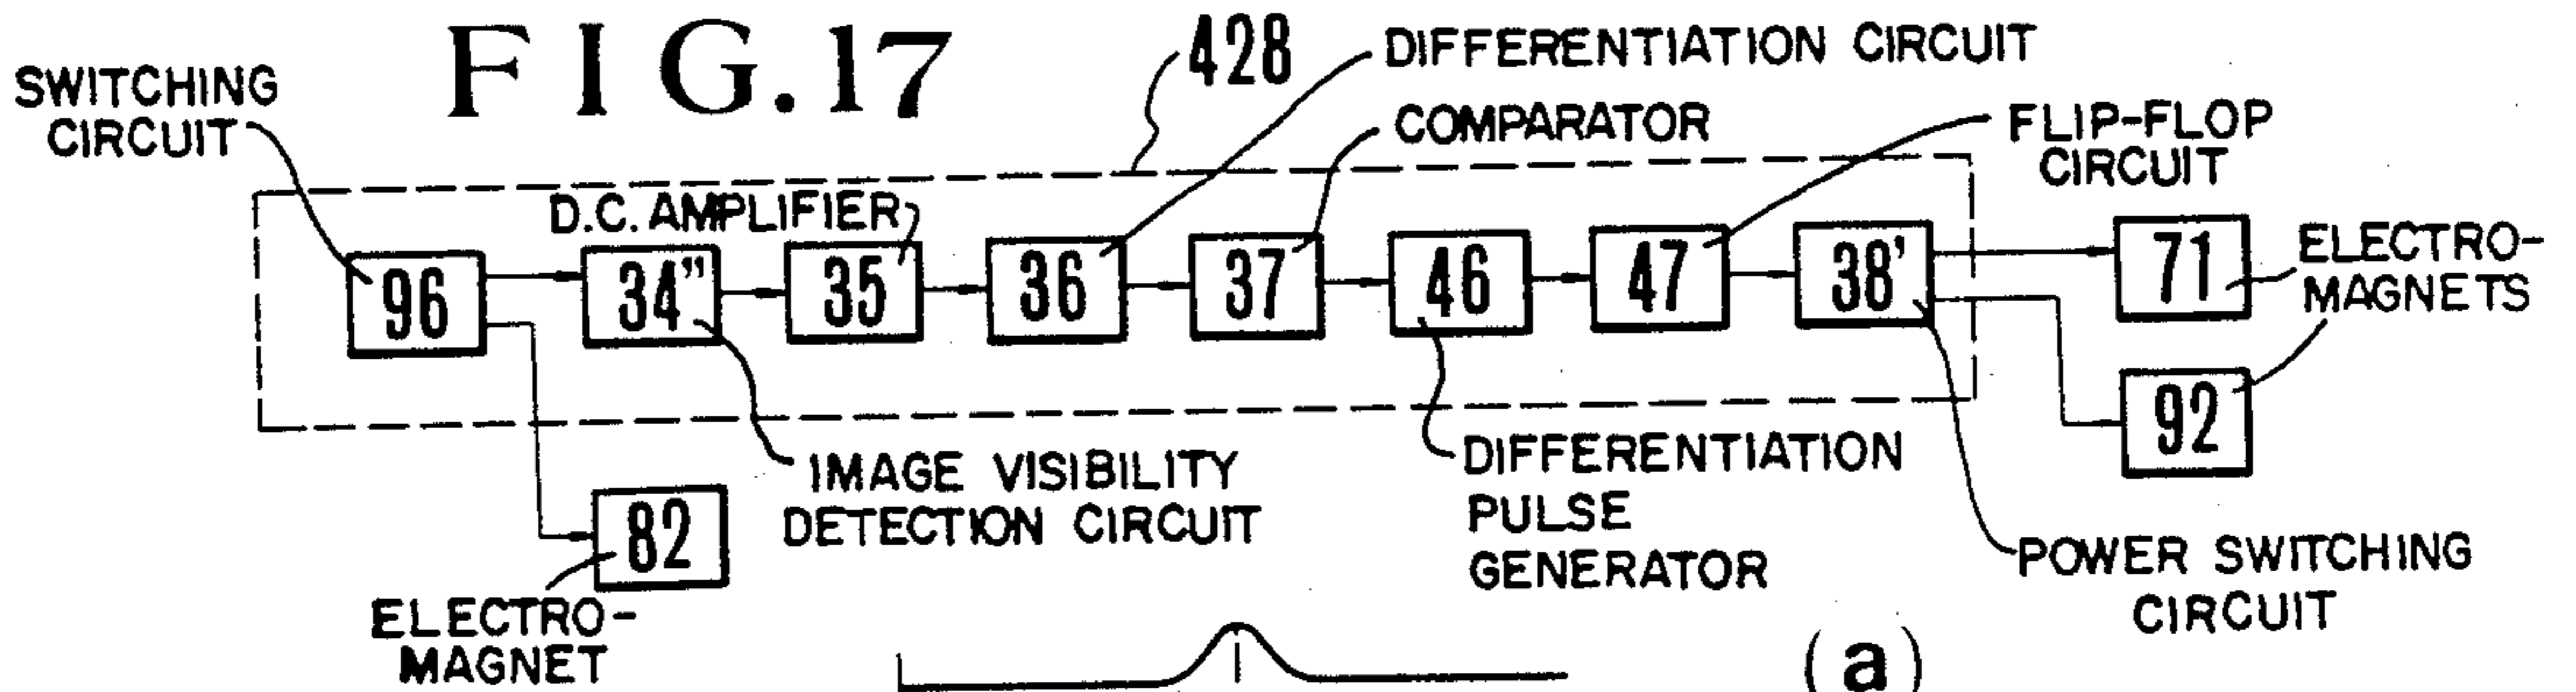 FIG. 17
428
DIFFERENTIATION CIRCUIT
SWITCHING
CIRCUIT
COMPARATOR
FLIP-FLOP
CIRCUIT
D.C. AMPLIFIER
96
34"
35
36
37
46
47
38'
71
ELECTRO-
MAGNETS
92
IMAGE VISIBILITY
DETECTION CIRCUIT
DIFFERENTIATION
PULSE
GENERATOR
82
ELECTRO-
MAGNET
POWER SWITCHING
CIRCUIT
(a)